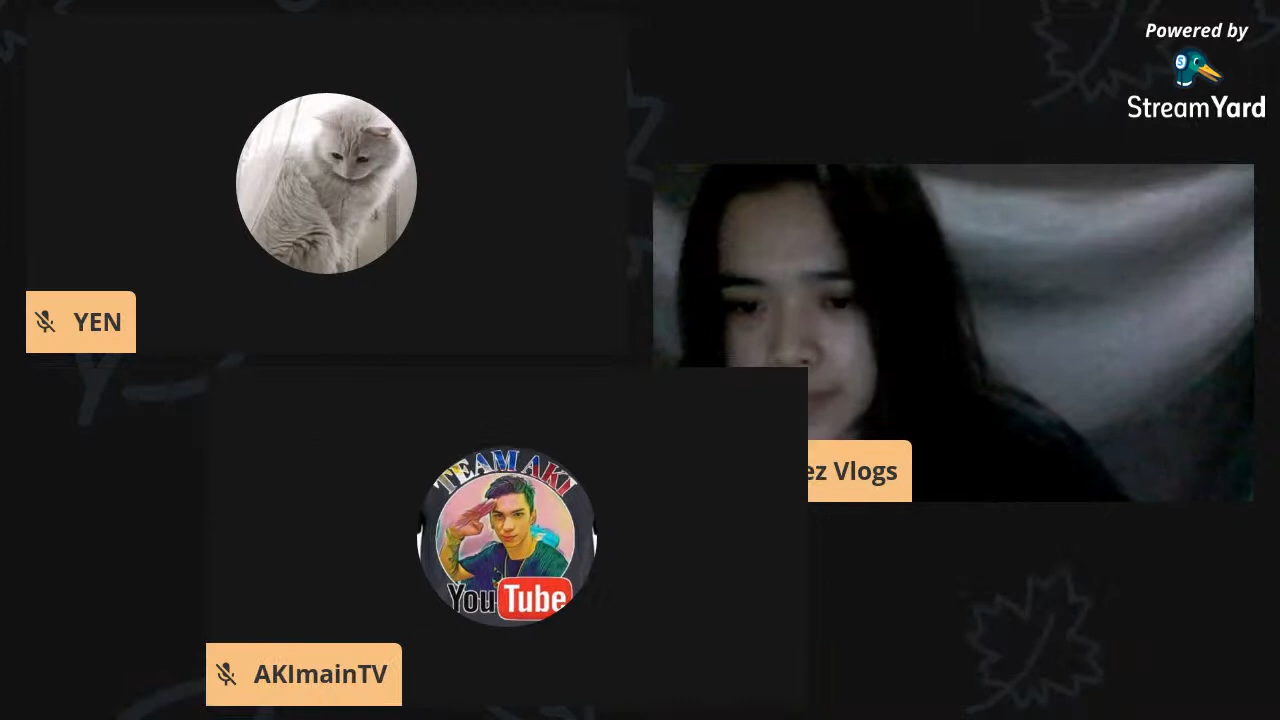 Powered by
StreamYard
YEN
ez Vlogs
TEAM AKI
YouTube
AKImainTV